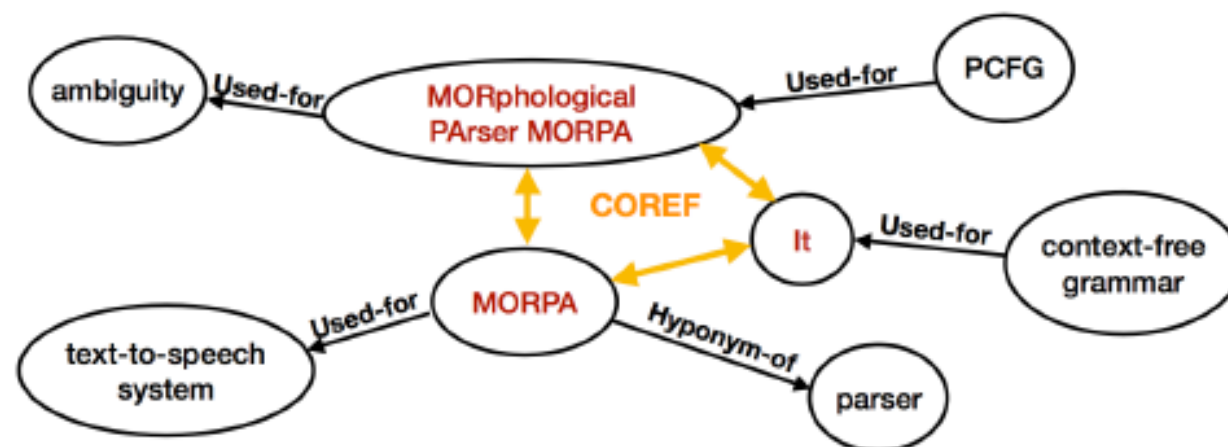 ambiguity
Used-for
MORphological
PArser MORPA
Used-for
PCFG
COREF
It
Used-for
context-free
grammar
MORPA
Used-for
text-to-speech
system
Hyponym-of
parser